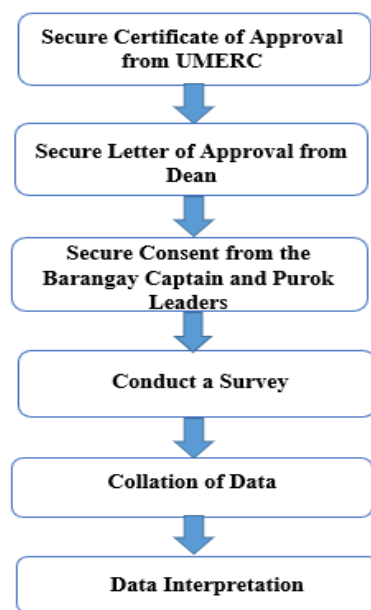 Secure Certificate of Approval
from UMERC
Secure Letter of Approval from
Dean
Secure Consent from the
Barangay Captain and Purok
Leaders
Conduct a Survey
Collation of Data
Data Interpretation